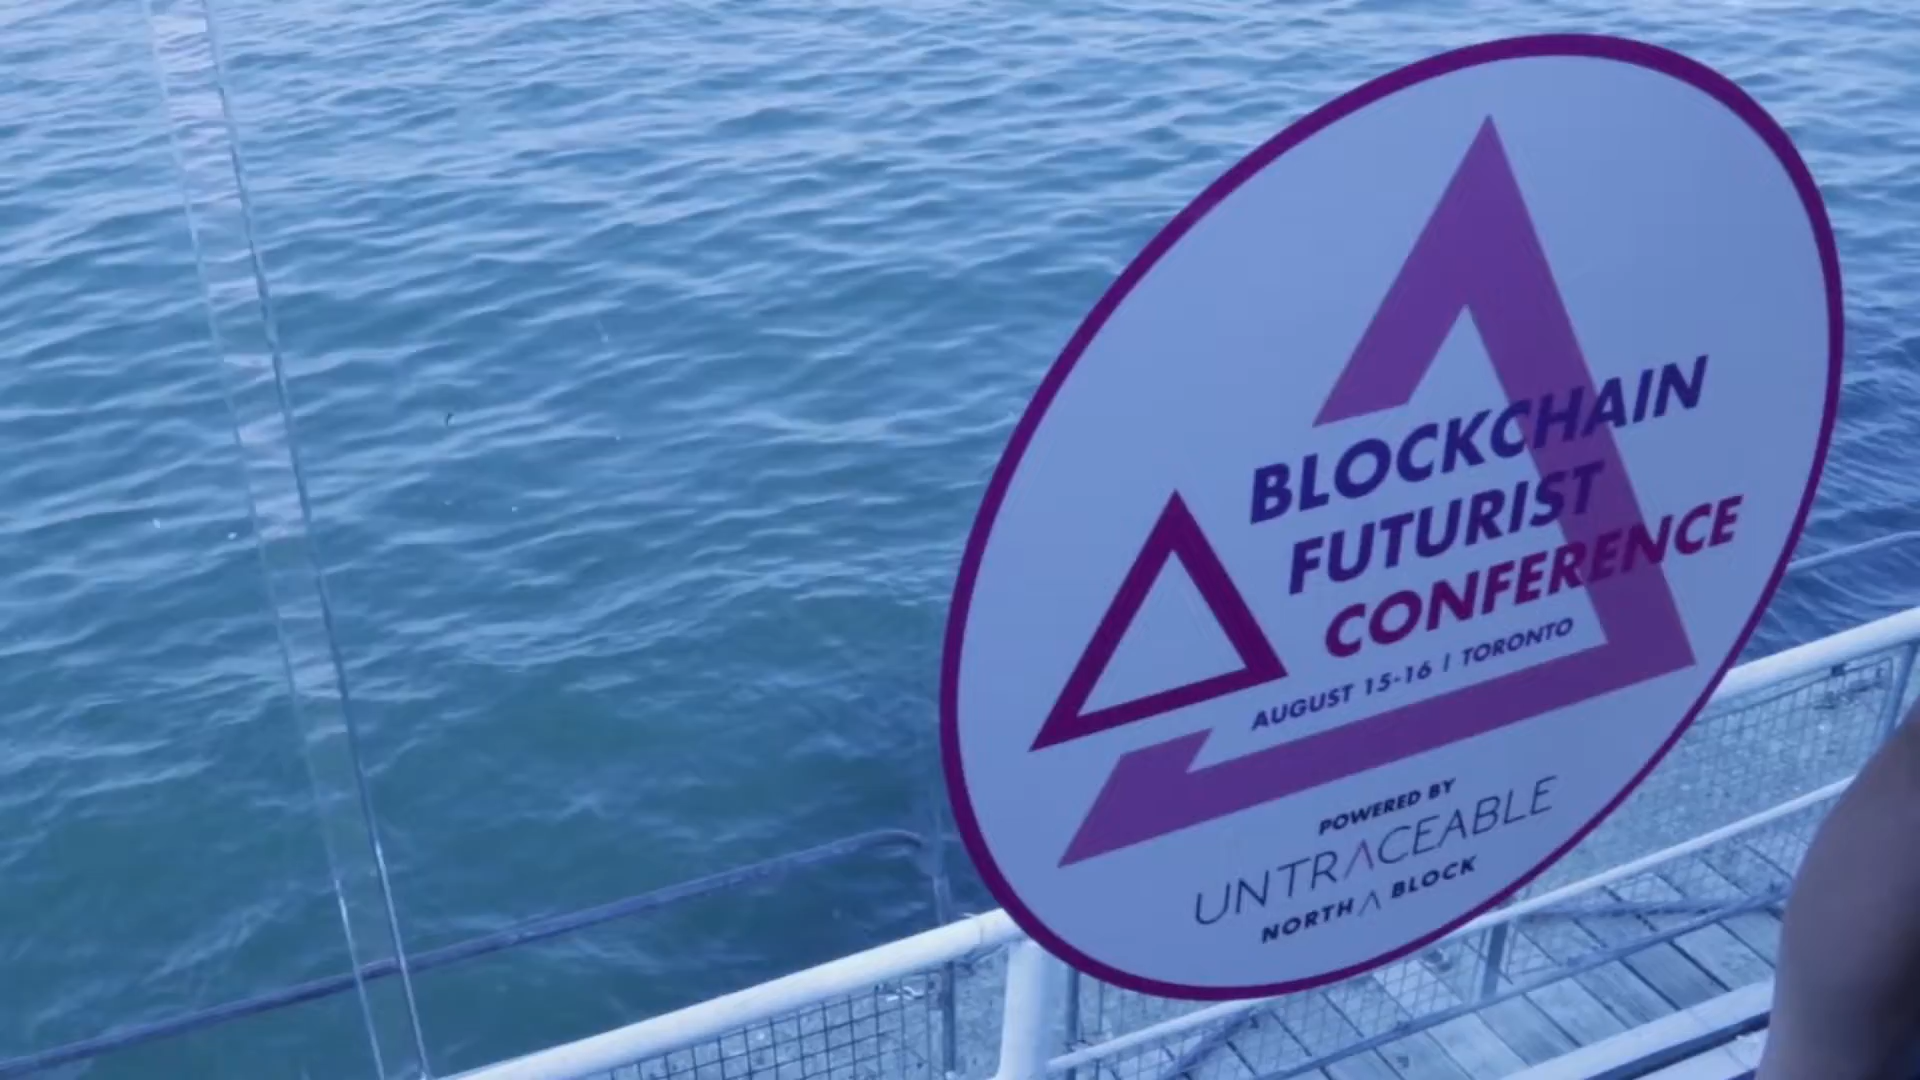 BLOCKCHAIN
FUTURIST
CONFERENCE
AUGUST 15-16 | TORONTO
POWERED BY
UNTRACEABLE
NORTH BLOCK